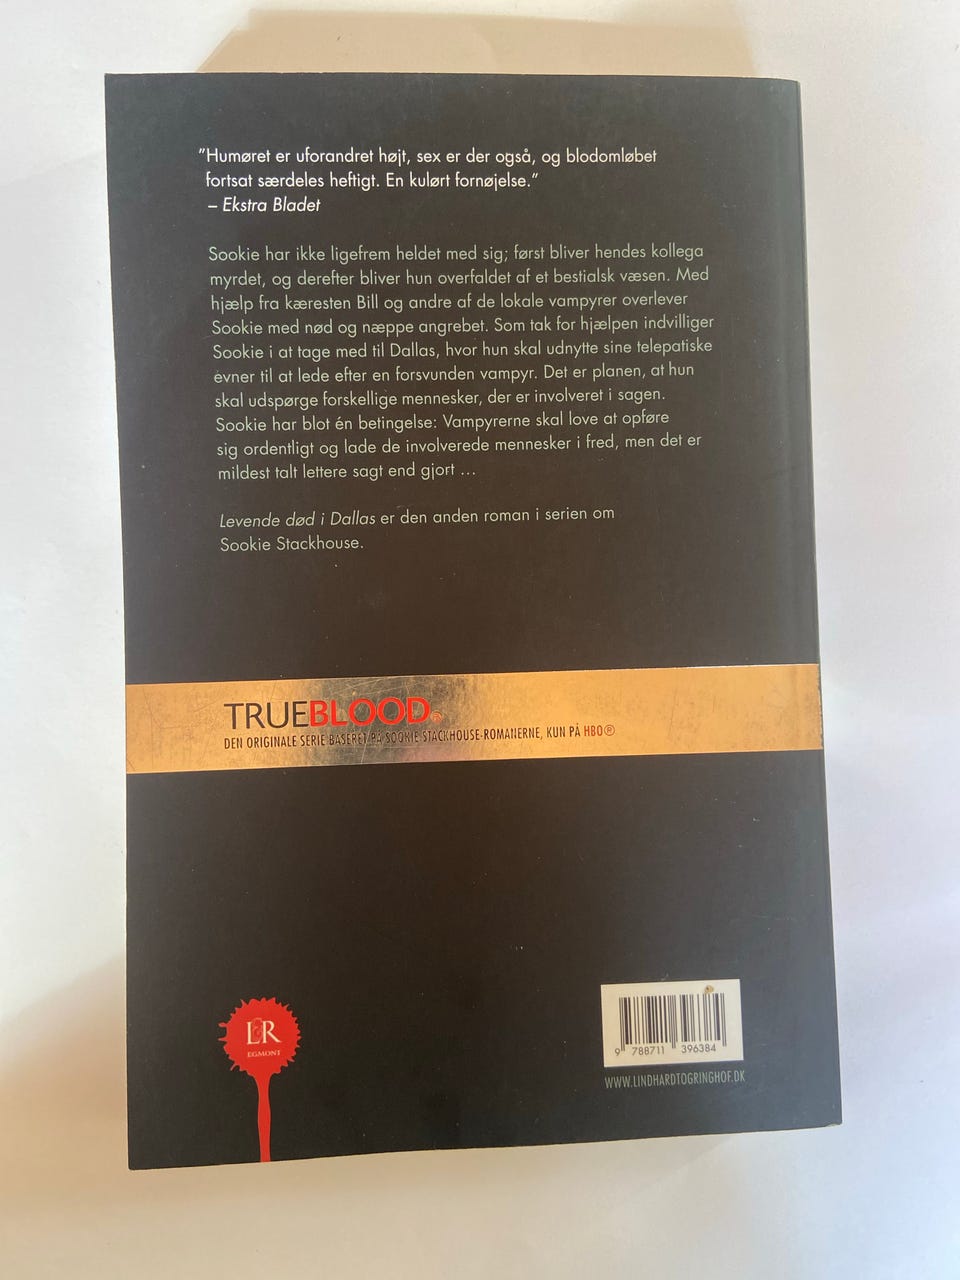 ”Humøret er uforandret højt, sex er der også, og blodomløbet
fortsat særdeles heftigt. En kulørt fornøjelse.”
– Ekstra Bladet
Sookie har ikke ligefrem heldet med sig; først bliver hendes kollega
myrdet, og derefter bliver hun overfaldet af et bestialsk væsen. Med
hjælp fra kæresten Bill og andre af de lokale vampyrer overlever
Sookie med nød og næppe angrebet. Som tak for hjælpen indvilliger
Sookie i at tage med til Dallas, hvor hun skal udnytte sine telepatiske
evner til at lede efter en forsvunden vampyr. Det er planen, at hun
skal udspørge forskellige mennesker, der er involveret i sagen.
Sookie har blot én betingelse: Vampyrerne skal love at opføre
sig ordentligt og lade de involverede mennesker i fred, men det er
mildest talt lettere sagt end gjort …
Levende død i Dallas er den anden roman i serien om
Sookie Stackhouse.
TRUEBLOOD®
DEN ORIGINALE SERIE BASERET PÅ SOOKIE STACKHOUSE-ROMANERNE, KUN PÅ HBO®
L&R
EGMONT
9 788711 396384
WWW.LINDHARDTOGRINGHOF.DK